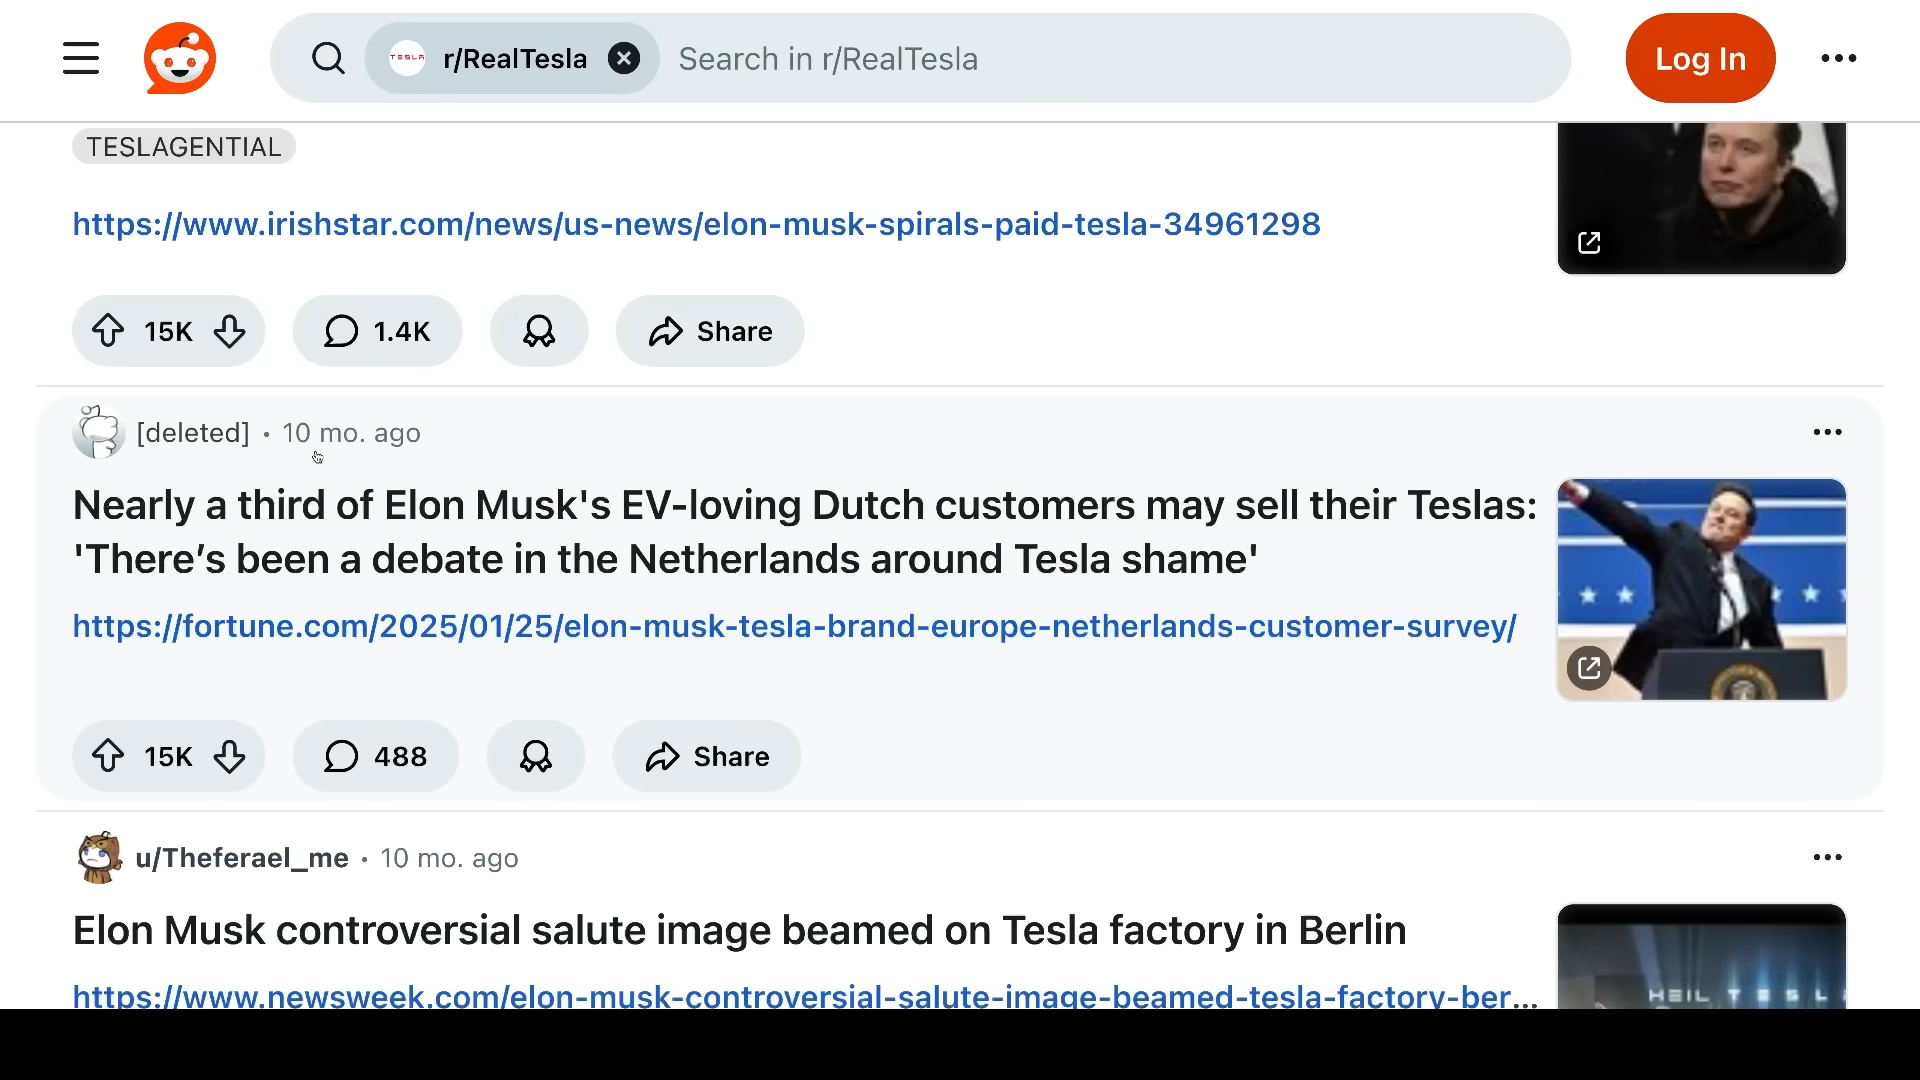 TESLA r/RealTesla Search in r/RealTesla Log In
TESLAGENTIAL
https://www.irishstar.com/news/us-news/elon-musk-spirals-paid-tesla-34961298
15K 1.4K Share
[deleted] • 10 mo. ago
Nearly a third of Elon Musk's EV-loving Dutch customers may sell their Teslas:
'There’s been a debate in the Netherlands around Tesla shame'
https://fortune.com/2025/01/25/elon-musk-tesla-brand-europe-netherlands-customer-survey/
15K 488 Share
u/Theferael_me • 10 mo. ago
Elon Musk controversial salute image beamed on Tesla factory in Berlin
https://www.newsweek.com/elon-musk-controversial-salute-image-beamed-tesla-factory-ber...
HEIL TESL